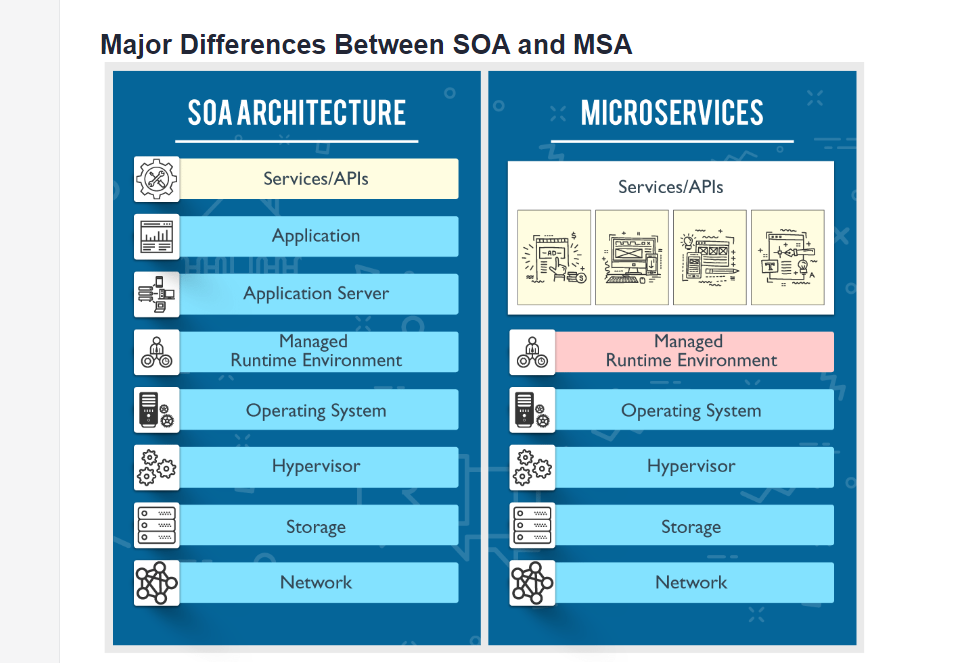 Major Differences Between SOA and MSA
SOA ARCHITECTURE
Services/APIs
Application
Application Server
Managed
Runtime Environment
Operating System
Hypervisor
Storage
Network
MICROSERVICES
Services/APIs
AD
$
$
T
A
Managed
Runtime Environment
Operating System
Hypervisor
Storage
Network